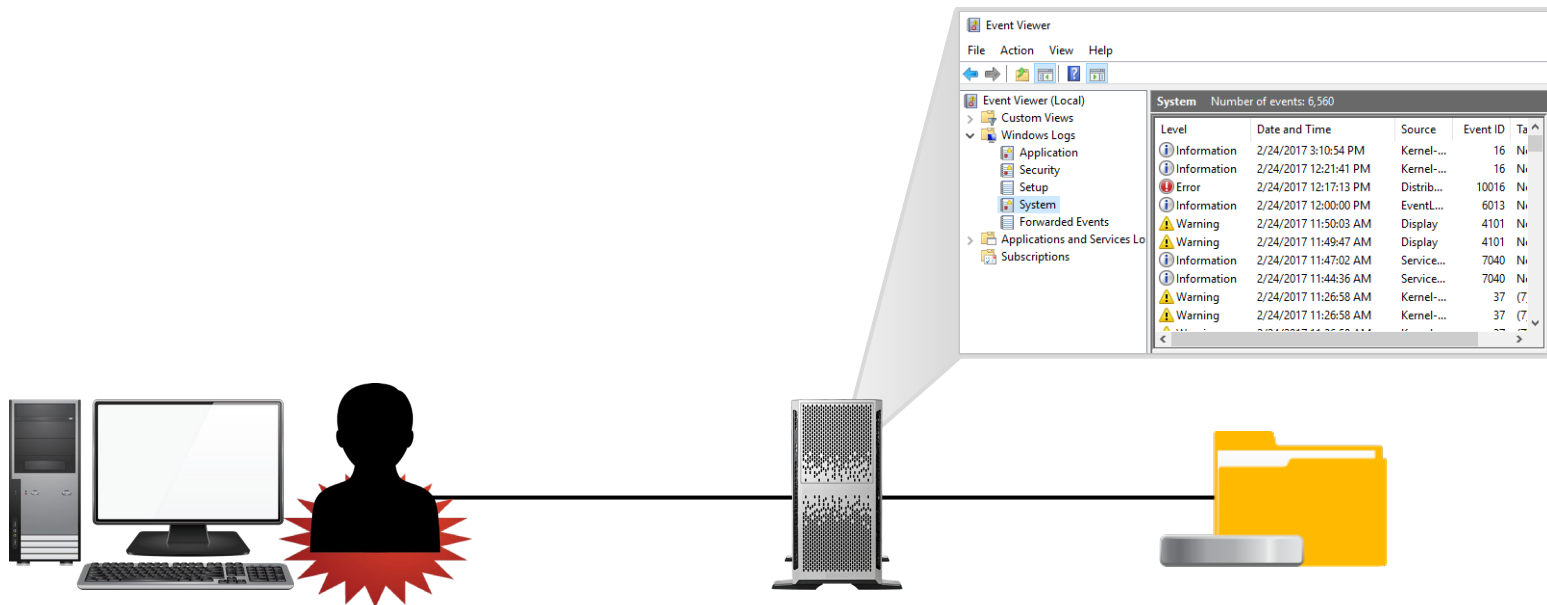 Event Viewer
File Action View Help
Event Viewer (Local)
Custom Views
Windows Logs
Application
Security
Setup
System
Forwarded Events
Applications and Services Lo
Subscriptions
System Number of events: 6,560
Level Date and Time Source Event ID Ta
Information 2/24/2017 3:10:54 PM Kernel-... 16 N
Information 2/24/2017 12:21:41 PM Kernel-... 16 N
Error 2/24/2017 12:17:13 PM Distrib... 10016 N
Information 2/24/2017 12:00:00 PM EventL... 6013 N
Warning 2/24/2017 11:50:03 AM Display 4101 N
Warning 2/24/2017 11:49:47 AM Display 4101 N
Information 2/24/2017 11:47:02 AM Service... 7040 N
Information 2/24/2017 11:44:36 AM Service... 7040 N
Warning 2/24/2017 11:26:58 AM Kernel-... 37 (7
Warning 2/24/2017 11:26:58 AM Kernel-... 37 (7